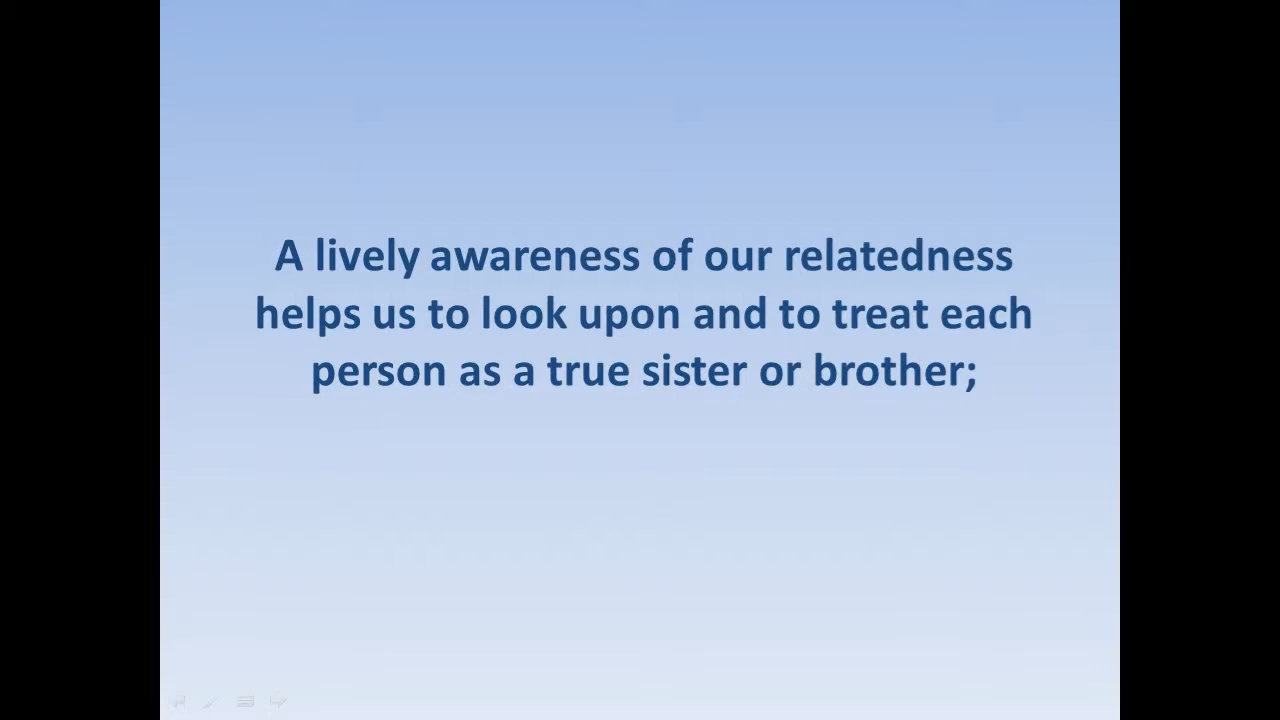 A lively awareness of our relatedness
helps us to look upon and to treat each
person as a true sister or brother;